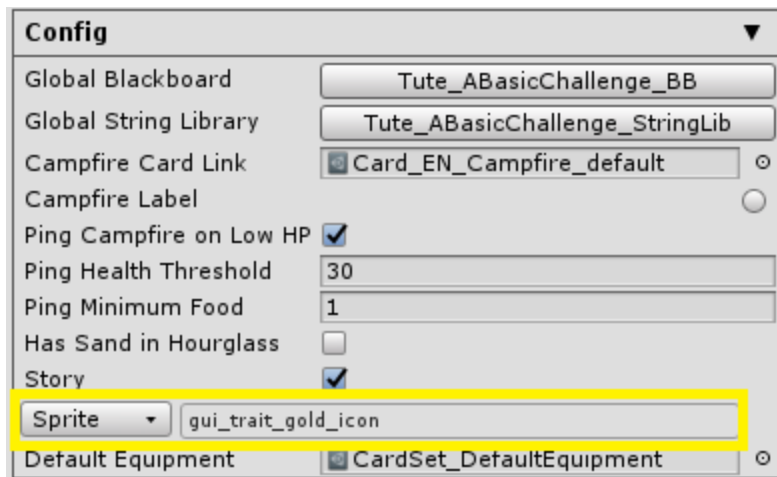 Config
Global Blackboard Tute_ABasicChallenge_BB
Global String Library Tute_ABasicChallenge_StringLib
Campfire Card Link Card_EN_Campfire_default
Campfire Label
Ping Campfire on Low HP
Ping Health Threshold 30
Ping Minimum Food 1
Has Sand in Hourglass
Story
Sprite gui_trait_gold_icon
Default Equipment CardSet_DefaultEquipment